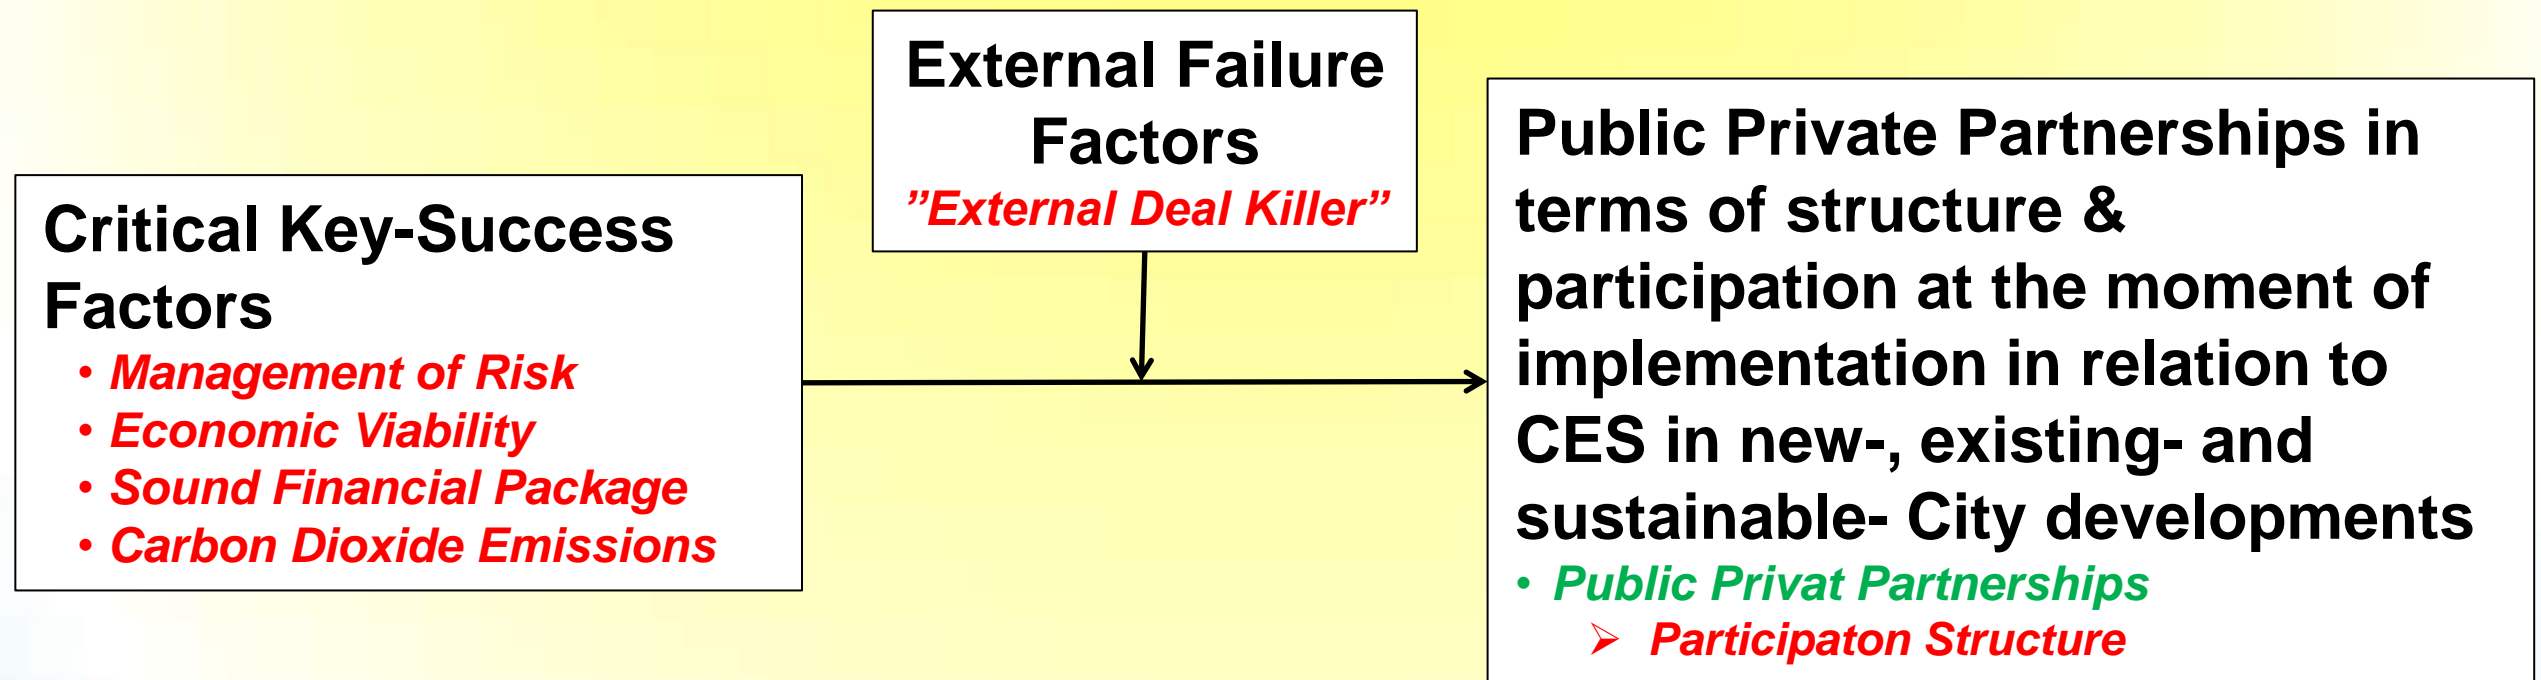 External Failure
Factors
”External Deal Killer”
Critical Key-Success
Factors
• Management of Risk
• Economic Viability
• Sound Financial Package
• Carbon Dioxide Emissions
Public Private Partnerships in
terms of structure &
participation at the moment of
implementation in relation to
CES in new-, existing- and
sustainable- City developments
• Public Privat Partnerships
➢ Participaton Structure